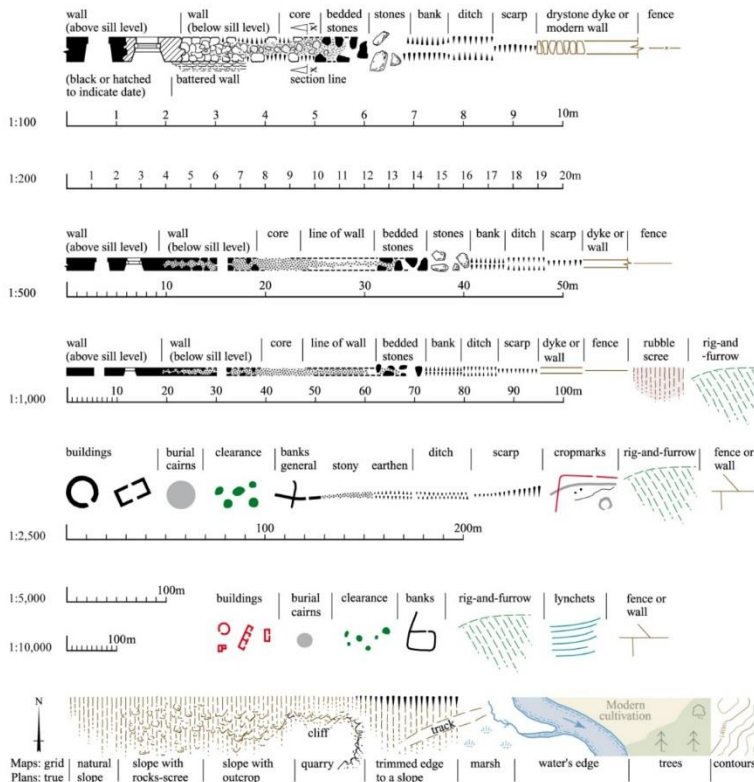 wall wall core bedded stones bank ditch scarp drystone dyke or fence
(above sill level) (below sill level) stones modern wall
(black or hatched battered wall section line
to indicate date)
1:100 1 2 3 4 5 6 7 8 9 10m
1:200 1 2 3 4 5 6 7 8 9 10 11 12 13 14 15 16 17 18 19 20m
wall wall core line of wall bedded stones bank ditch scarp dyke or fence
(above sill level) (below sill level) stones wall
1:500 10 20 30 40 50m
wall wall core line of wall bedded bank ditch scarp dyke or fence rubble rig-and
(above sill level) (below sill level) stones wall scree -furrow
1:1,000 10 20 30 40 50 60 70 80 90 100m
buildings burial clearance banks ditch scarp cropmarks rig-and-furrow fence or
cairns general stony earthen wall
1:2,500 100 200m
1:5,000 100m
buildings burial clearance banks rig-and-furrow lynchets fence or
cairns wall
1:10,000 100m
N cliff track Modern
cultivation
Maps: grid natural slope with slope with quarry trimmed edge marsh water's edge trees contours
Plans: true slope rocks-scree outcrop to a slope